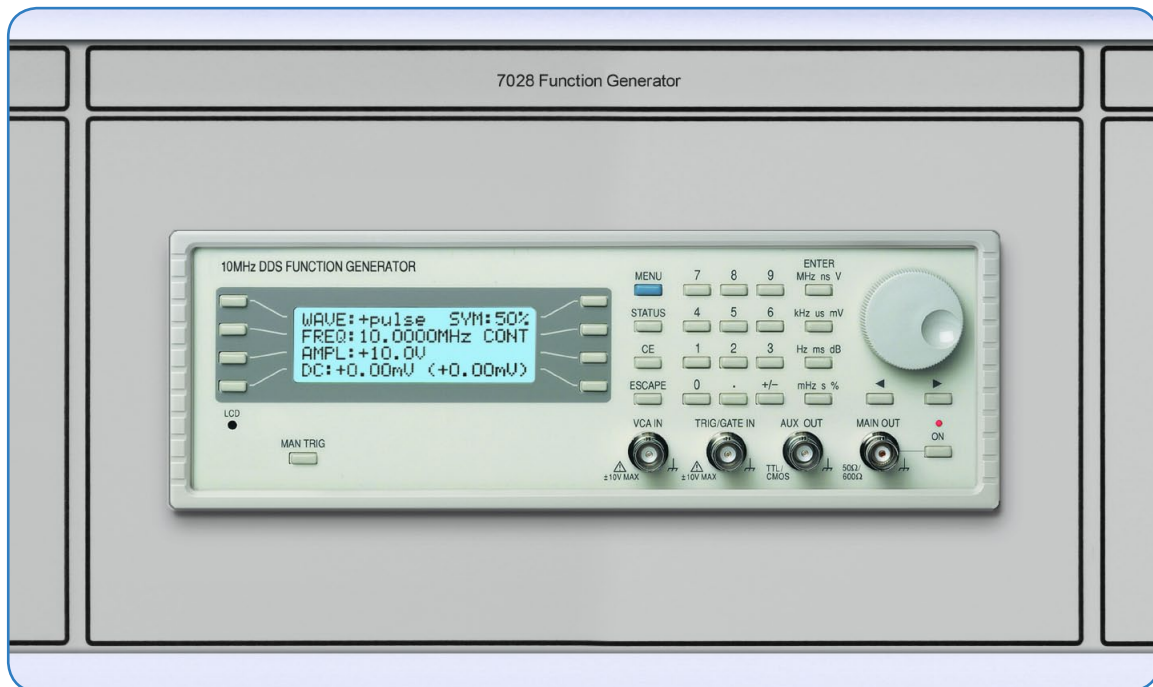 7028 Function Generator
10MHz DDS FUNCTION GENERATOR
WAVE:+pulse SYM:50%
FREQ:10.0000MHz CONT
AMPL:+10.0V
DC:+0.00mV (+0.00mV)
LCD
MAN TRIG
ENTER
MENU 7 8 9 MHz ns V
STATUS 4 5 6 kHz us mV
CE 1 2 3 Hz ms dB
ESCAPE 0 . +/− mHz s %
◄ ►
VCA IN TRIG/GATE IN AUX OUT MAIN OUT ON
±10V MAX ±10V MAX TTL/ CMOS 50Ω/ 600Ω